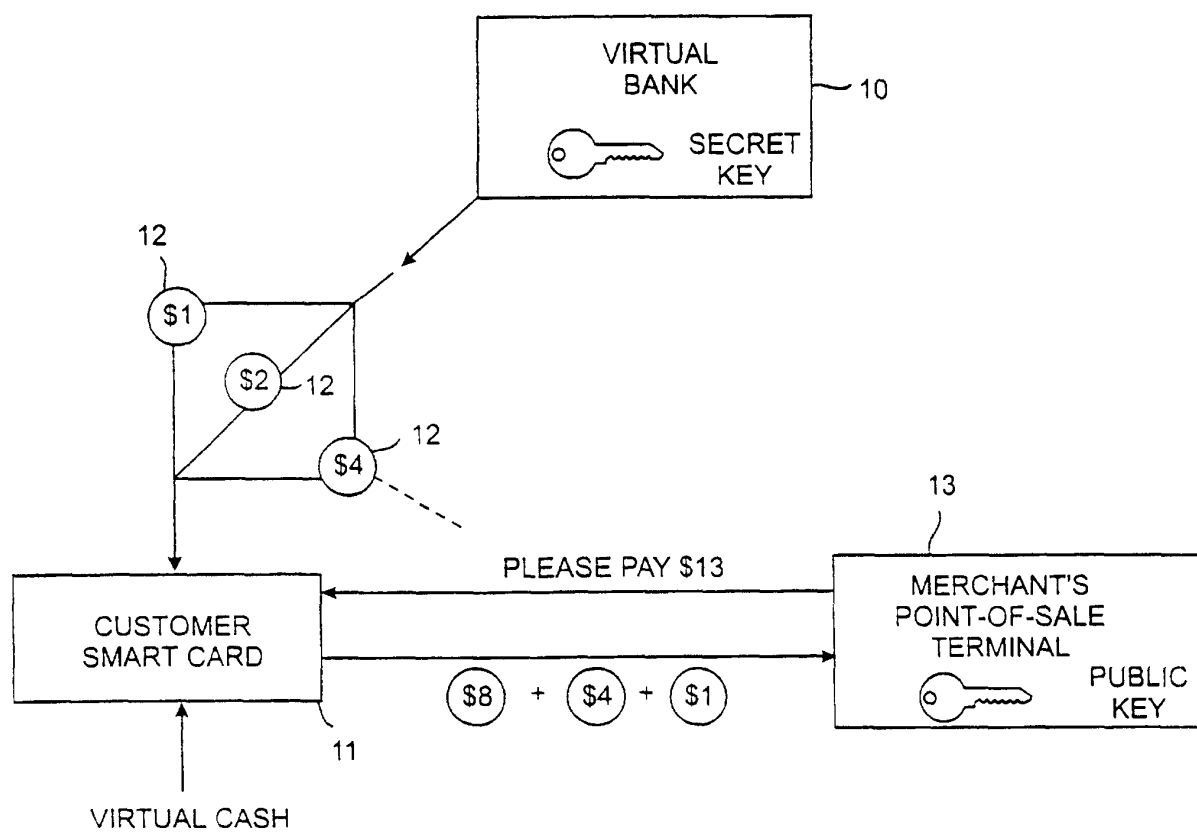 VIRTUAL
BANK
10
SECRET
KEY
12
$1
$2
12
12
$4
13
PLEASE PAY $13
MERCHANT'S
POINT-OF-SALE
TERMINAL
CUSTOMER
SMART CARD
$8 + $4 + $1
PUBLIC
KEY
11
VIRTUAL CASH